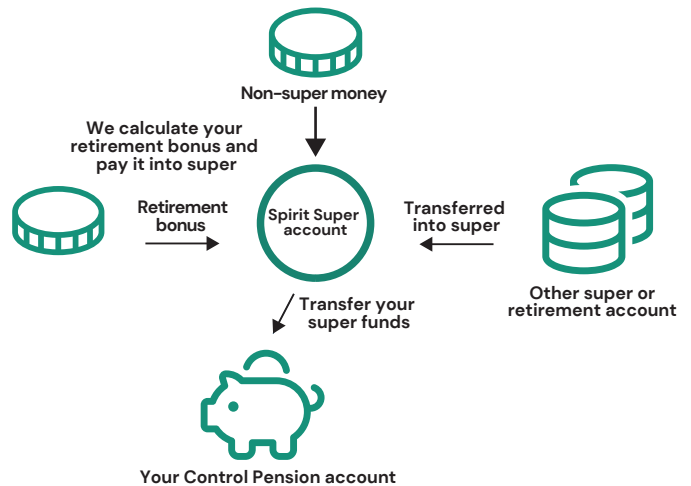 Non-super money
We calculate your
retirement bonus and
pay it into super
Retirement
bonus
Spirit Super
account
Transferred
into super
Other super or
retirement account
Transfer your
super funds
Your Control Pension account